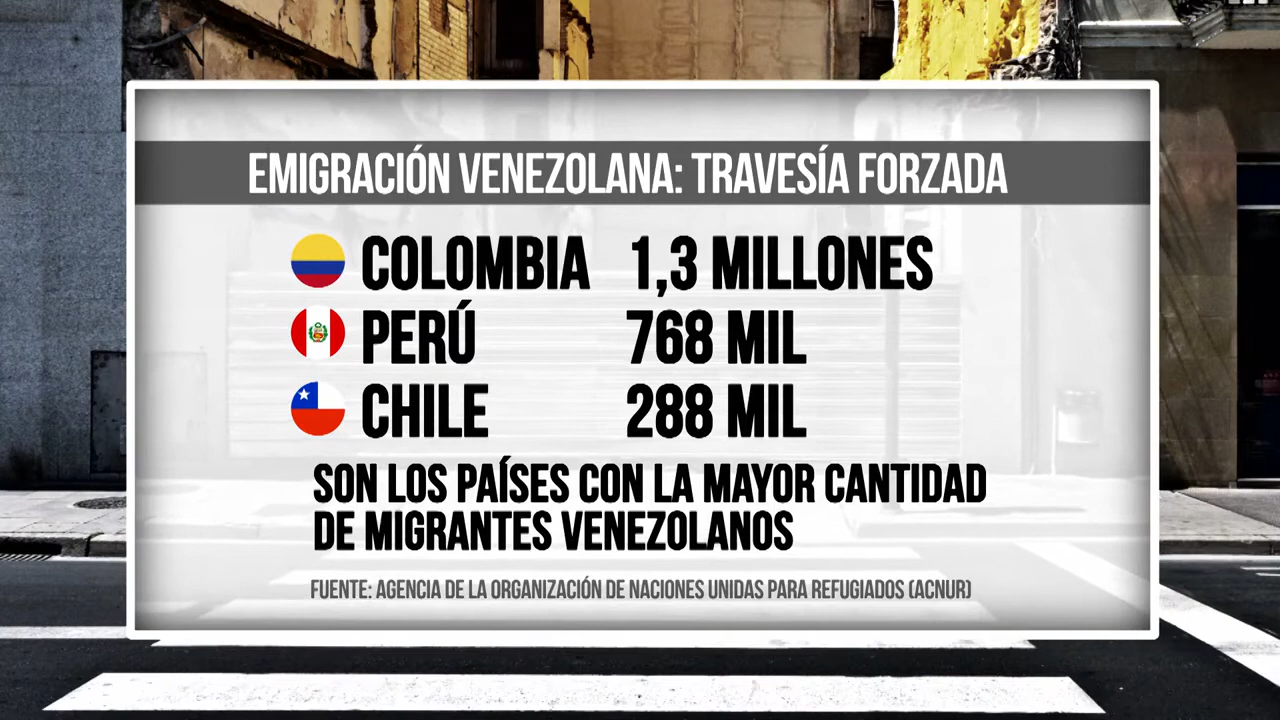 EMIGRACIÓN VENEZOLANA: TRAVESÍA FORZADA
COLOMBIA 1,3 MILLONES
PERÚ 768 MIL
CHILE 288 MIL
SON LOS PAÍSES CON LA MAYOR CANTIDAD
DE MIGRANTES VENEZOLANOS
FUENTE: AGENCIA DE LA ORGANIZACIÓN DE NACIONES UNIDAS PARA REFUGIADOS (ACNUR)